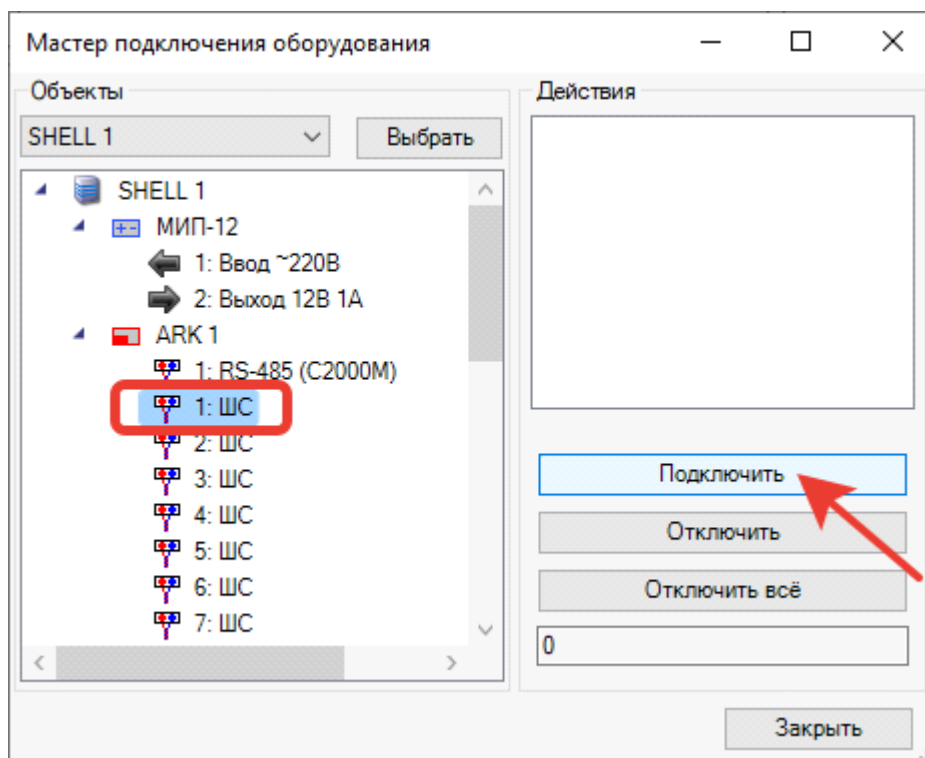 Мастер подключения оборудования
Объекты
SHELL 1
Выбрать
SHELL 1
МИП-12
1: Ввод ~220В
2: Выход 12В 1А
ARK 1
1: RS-485 (С2000М)
1: ШС
2: ШС
3: ШС
4: ШС
5: ШС
6: ШС
7: ШС
Действия
Подключить
Отключить
Отключить всё
0
Закрыть